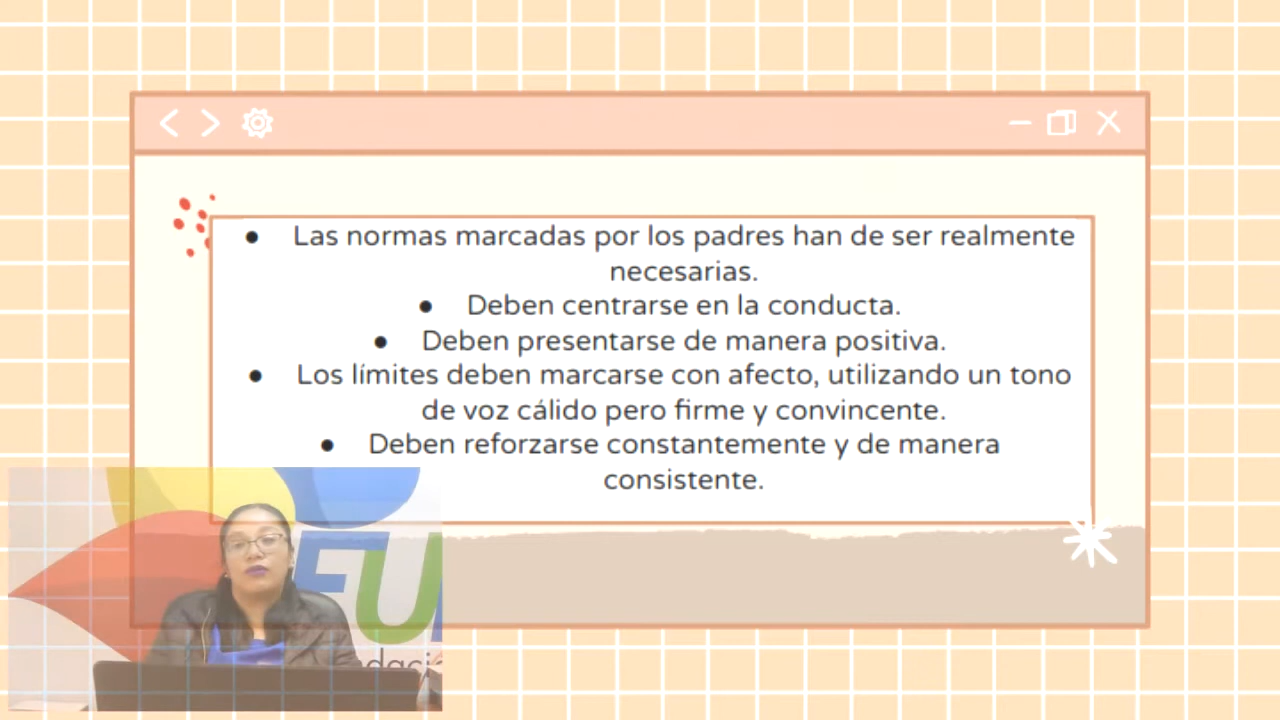 ● Las normas marcadas por los padres han de ser realmente
necesarias.
● Deben centrarse en la conducta.
● Deben presentarse de manera positiva.
● Los límites deben marcarse con afecto, utilizando un tono
de voz cálido pero firme y convincente.
● Deben reforzarse constantemente y de manera
consistente.
FU